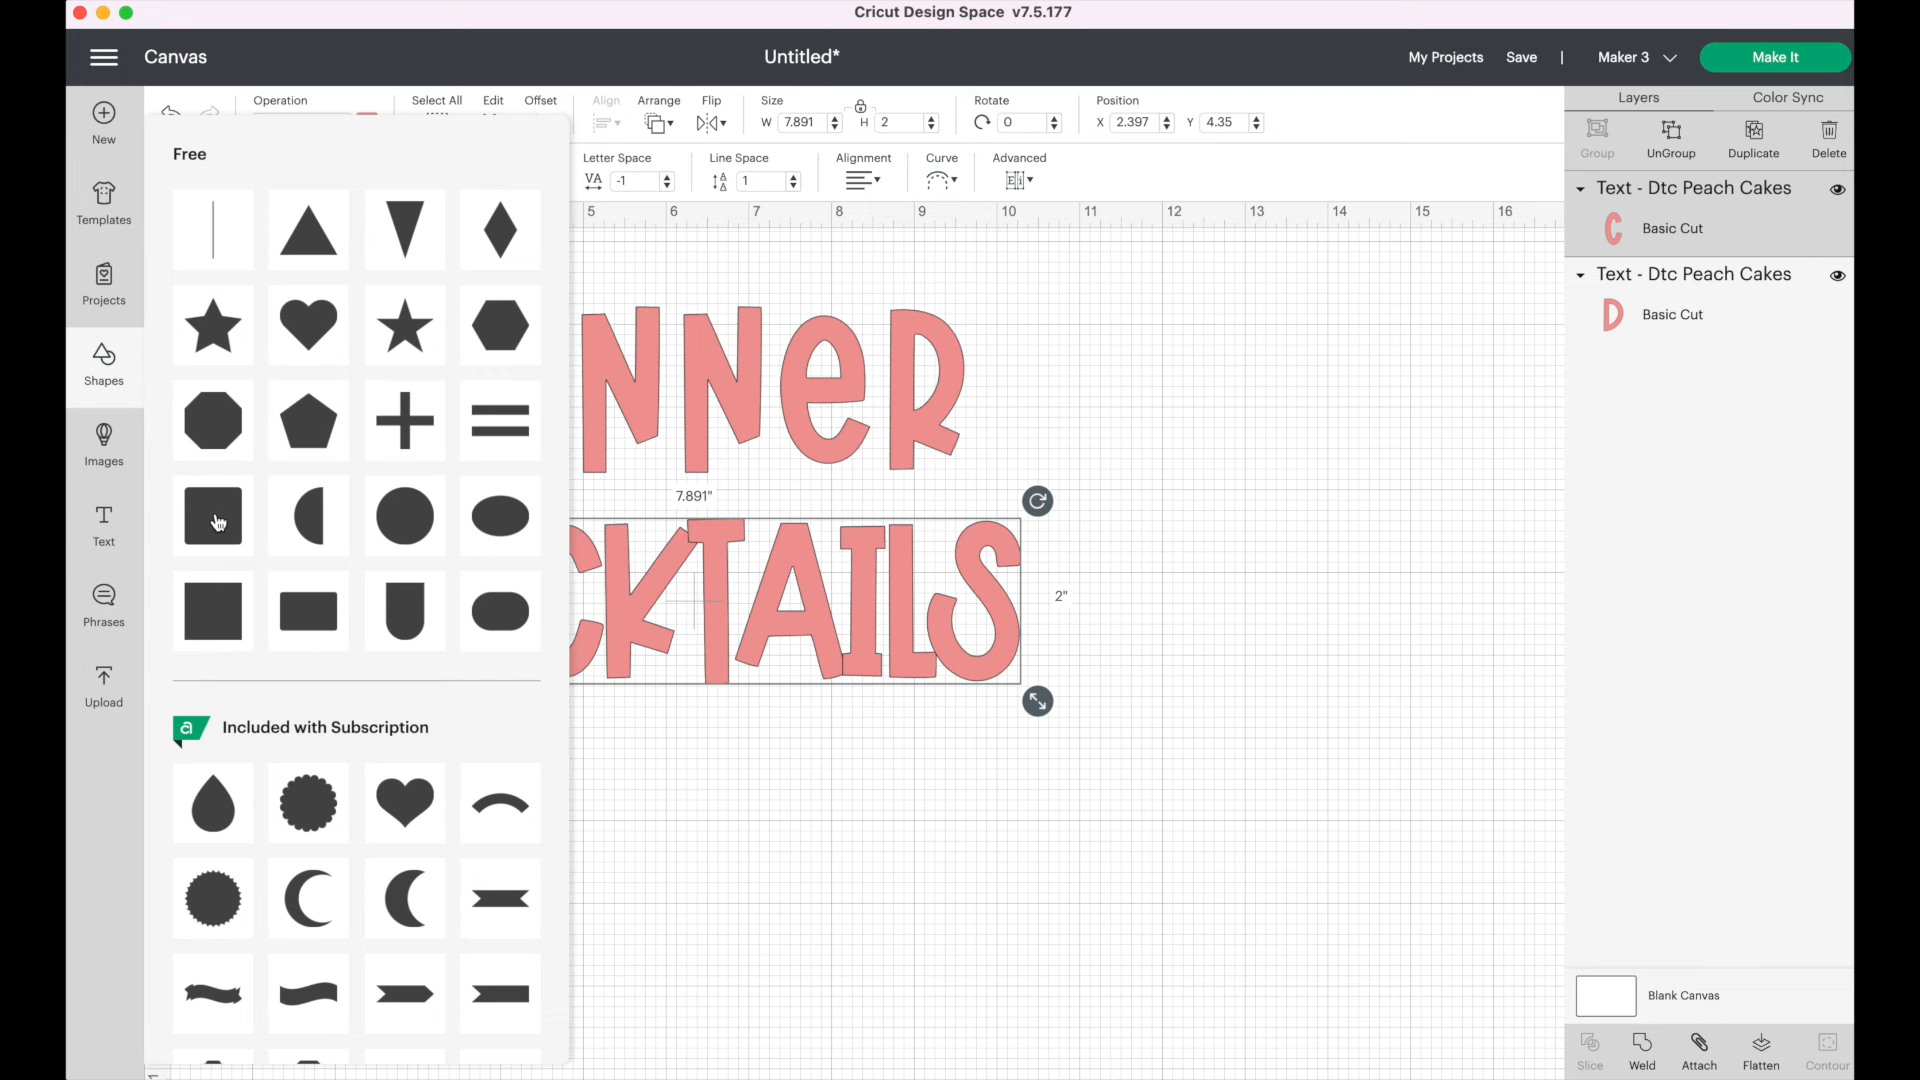 Cricut Design Space v7.5.177
Canvas
Untitled*
My Projects
Save
|
Maker 3
Make It
New
Templates
Projects
Shapes
Images
Text
Phrases
Upload
Operation
Select All
Edit
Offset
Align
Arrange
Flip
Size
W 7.891
H 2
Rotate
0
Position
X 2.397
Y 4.35
Letter Space
VA -1
Line Space
1
Alignment
Curve
Advanced
5 6 7 8 9 10 11 12 13 14 15 16
Free
Included with Subscription
NNeR
7.891"
CKTAILS
2"
Layers
Color Sync
Group
UnGroup
Duplicate
Delete
Text - Dtc Peach Cakes
C Basic Cut
Text - Dtc Peach Cakes
D Basic Cut
Blank Canvas
Slice
Weld
Attach
Flatten
Contour